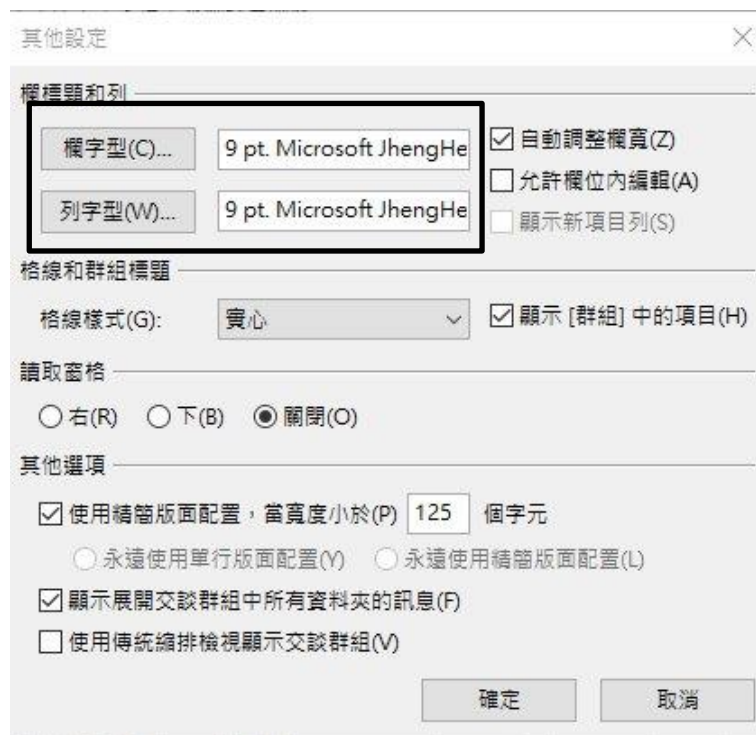 其他設定
欄標題和列
欄字型(C)...
9 pt. Microsoft JhengHe
自動調整欄寬(Z)
允許欄位內編輯(A)
列字型(W)...
9 pt. Microsoft JhengHe
顯示新項目列(S)
格線和群組標題
格線樣式(G):
實心
顯示 [群組] 中的項目(H)
讀取窗格
右(R)
下(B)
關閉(O)
其他選項
使用精簡版面配置，當寬度小於(P) 125 個字元
永遠使用單行版面配置(Y)
永遠使用精簡版面配置(L)
顯示展開交談群組中所有資料夾的訊息(F)
使用傳統縮排檢視顯示交談群組(V)
確定
取消